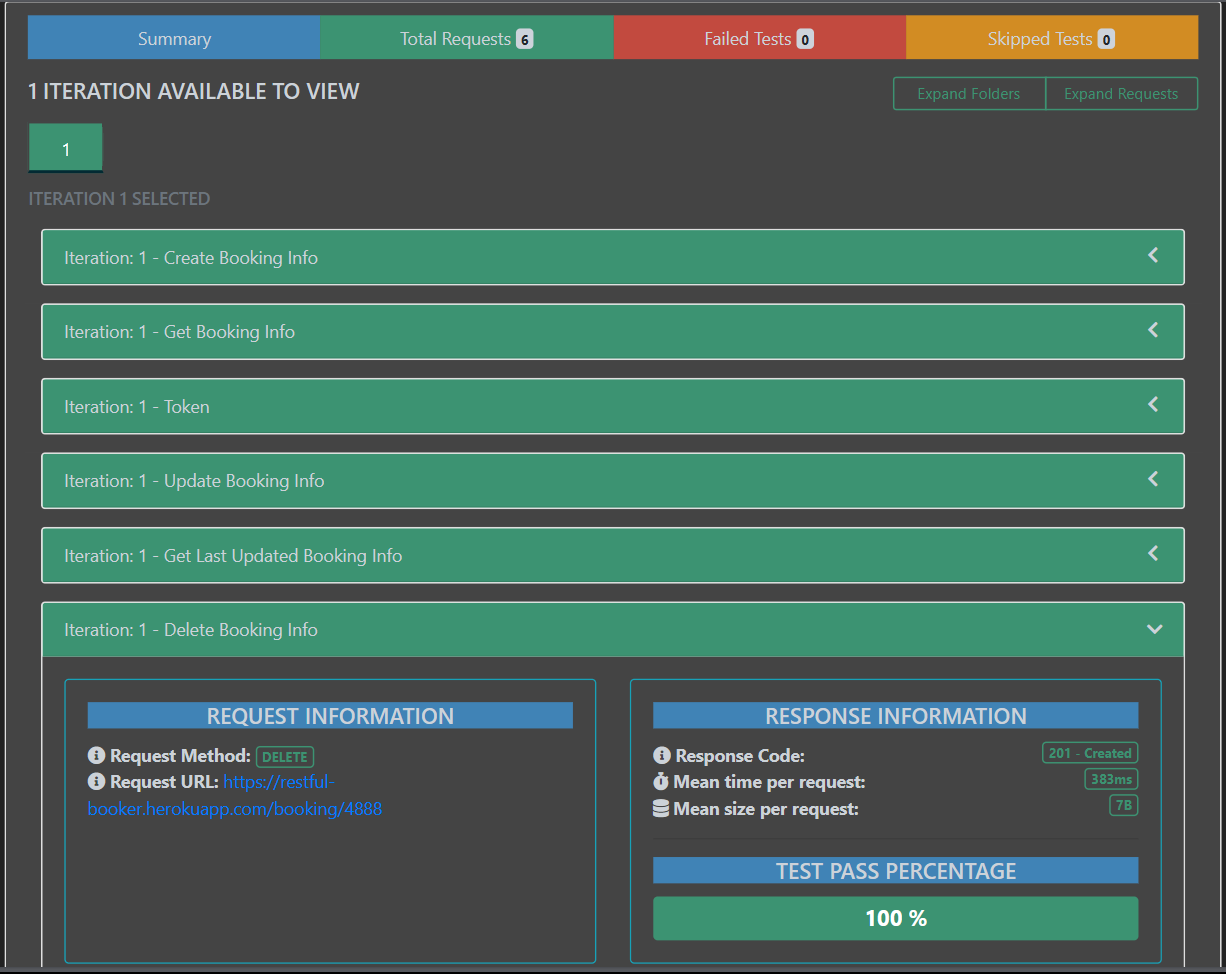 Summary
Total Requests 6
Failed Tests 0
Skipped Tests 0
1 ITERATION AVAILABLE TO VIEW
Expand Folders
Expand Requests
1
ITERATION 1 SELECTED
Iteration: 1 - Create Booking Info
Iteration: 1 - Get Booking Info
Iteration: 1 - Token
Iteration: 1 - Update Booking Info
Iteration: 1 - Get Last Updated Booking Info
Iteration: 1 - Delete Booking Info
REQUEST INFORMATION
Request Method: DELETE
Request URL: https://restful-
booker.herokuapp.com/booking/4888
RESPONSE INFORMATION
Response Code: 201 - Created
Mean time per request: 383ms
Mean size per request: 7B
TEST PASS PERCENTAGE
100 %